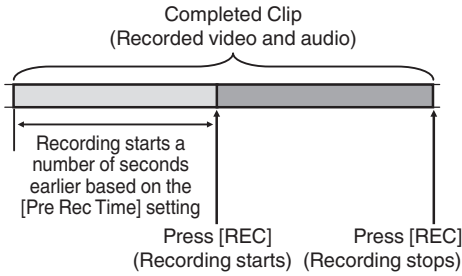 Completed Clip
(Recorded video and audio)
Recording starts a
number of seconds
earlier based on the
[Pre Rec Time] setting
Press [REC]
(Recording starts)
Press [REC]
(Recording stops)